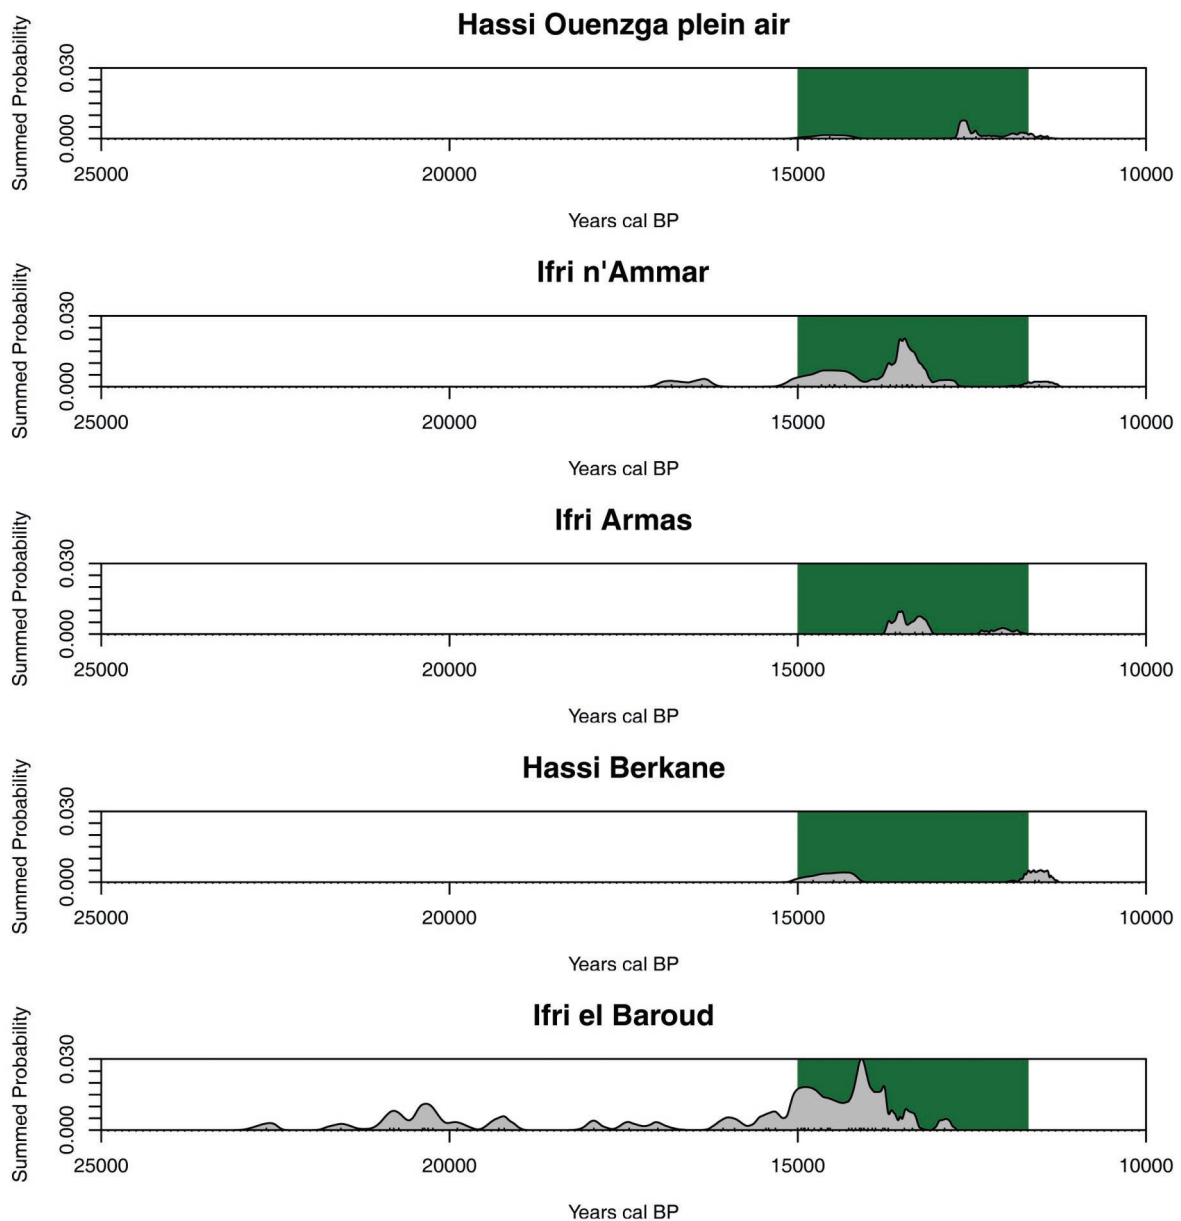 Hassi Ouenzga plein air
Summed Probability
0.030
0.000
25000 20000 15000 10000
Years cal BP
Ifri n'Ammar
Summed Probability
0.030
0.000
25000 20000 15000 10000
Years cal BP
Ifri Armas
Summed Probability
0.030
0.000
25000 20000 15000 10000
Years cal BP
Hassi Berkane
Summed Probability
0.030
0.000
25000 20000 15000 10000
Years cal BP
Ifri el Baroud
Summed Probability
0.030
0.000
25000 20000 15000 10000
Years cal BP